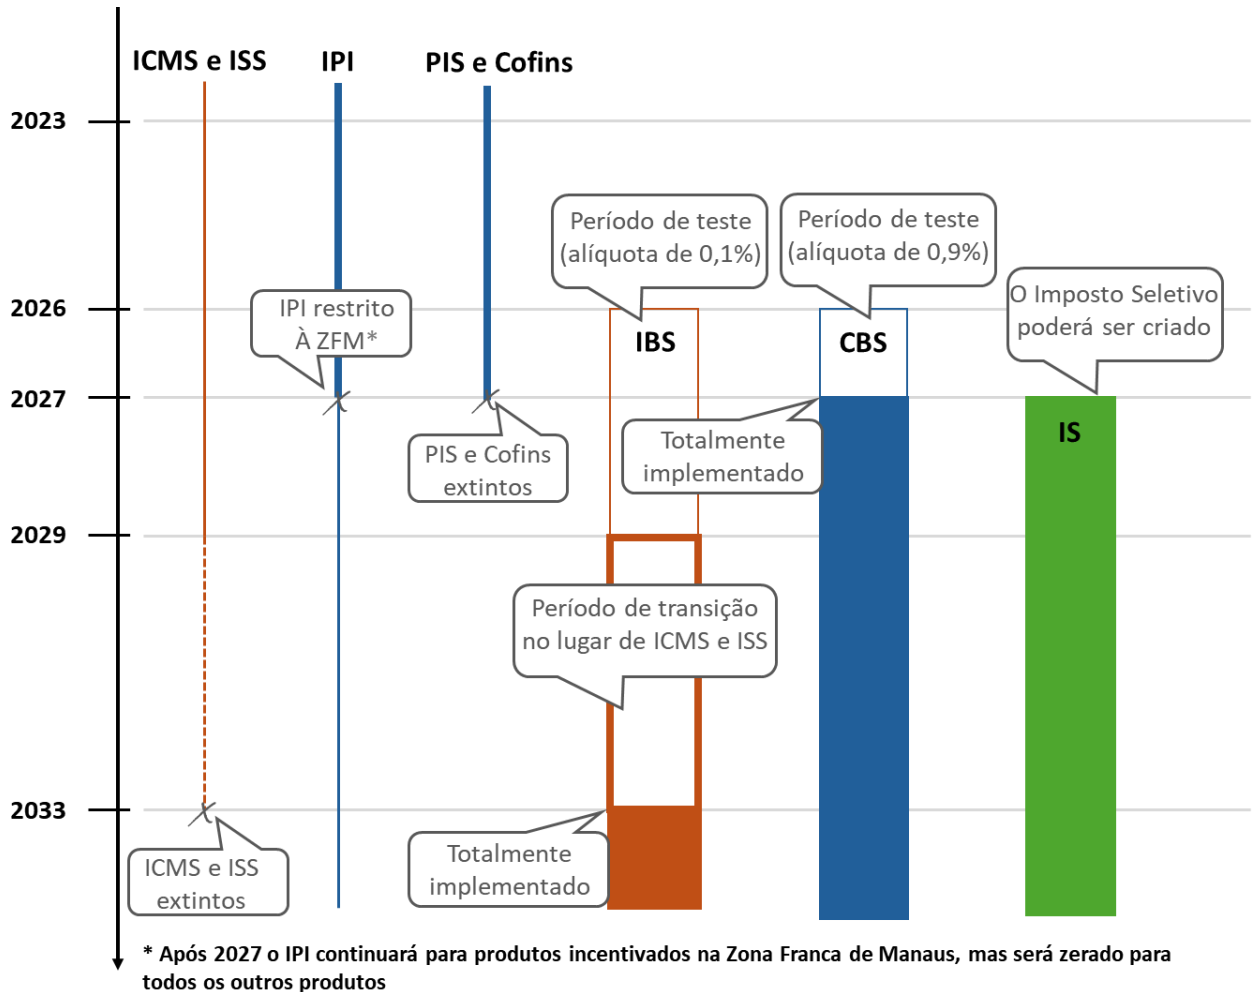 ICMS e ISS
IPI
PIS e Cofins
2023
Período de teste
(alíquota de 0,1%)
Período de teste
(alíquota de 0,9%)
O Imposto Seletivo
poderá ser criado
2026
IPI restrito
À ZFM*
IBS
CBS
2027
IS
PIS e Cofins
extintos
Totalmente
implementado
2029
Período de transição
no lugar de ICMS e ISS
2033
ICMS e ISS
extintos
Totalmente
implementado
* Após 2027 o IPI continuará para produtos incentivados na Zona Franca de Manaus, mas será zerado para
todos os outros produtos